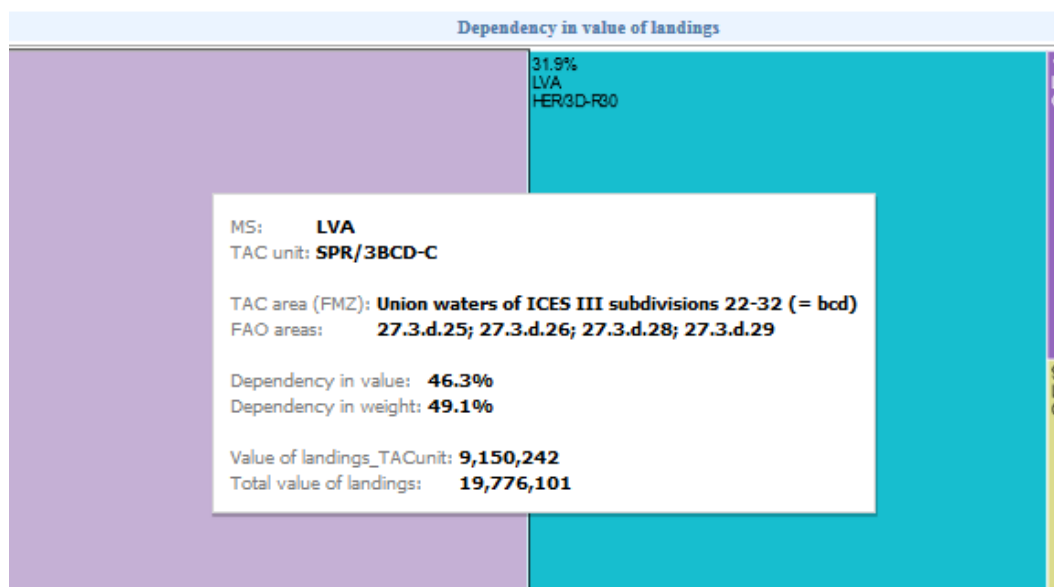 Dependency in value of landings
31.9%
LVA
HER/3D-R30
MS: LVA
TAC unit: SPR/3BCD-C
TAC area (FMZ): Union waters of ICES III subdivisions 22-32 (= bcd)
FAO areas: 27.3.d.25; 27.3.d.26; 27.3.d.28; 27.3.d.29
Dependency in value: 46.3%
Dependency in weight: 49.1%
Value of landings_TACunit: 9,150,242
Total value of landings: 19,776,101